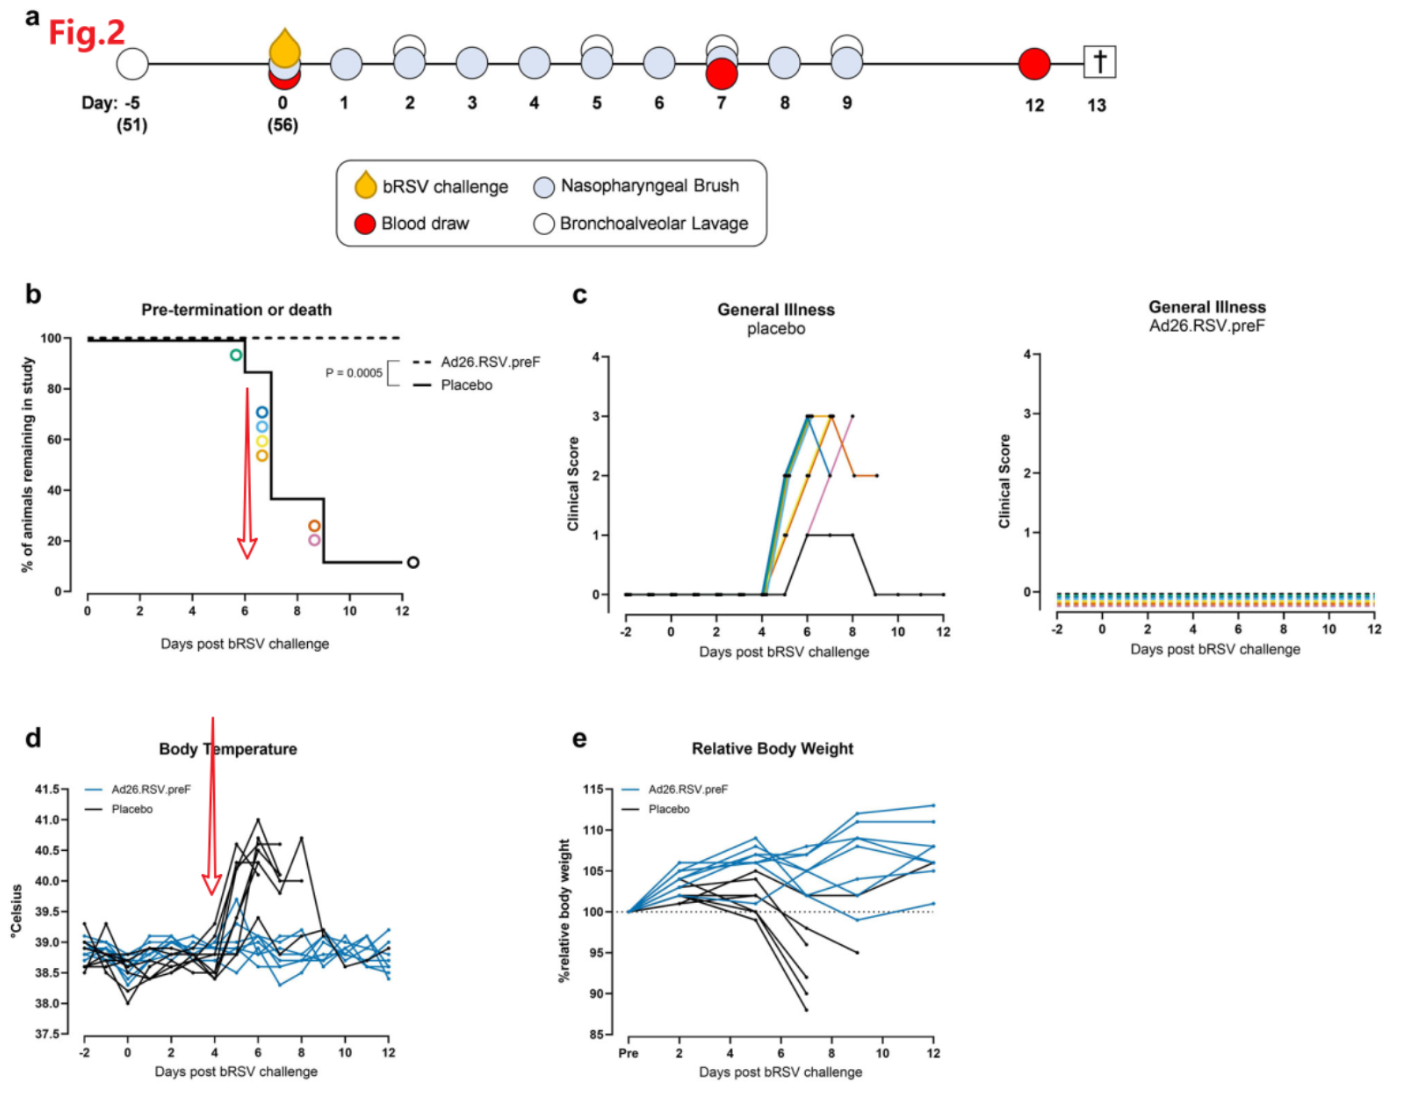 a
Fig.2
Day: -5 0 1 2 3 4 5 6 7 8 9 12 13
(51) (56)
†
bRSV challenge
Nasopharyngeal Brush
Blood draw
Bronchoalveolar Lavage
b
Pre-termination or death
% of animals remaining in study
100
80
60
40
20
0
0 2 4 6 8 10 12
Days post bRSV challenge
P = 0.0005
Ad26.RSV.preF
Placebo
c
General Illness
placebo
Clinical Score
4
3
2
1
0
-2 0 2 4 6 8 10 12
Days post bRSV challenge
General Illness
Ad26.RSV.preF
Clinical Score
4
3
2
1
0
-2 0 2 4 6 8 10 12
Days post bRSV challenge
d
Body Temperature
Ad26.RSV.preF
Placebo
°Celsius
41.5
41.0
40.5
40.0
39.5
39.0
38.5
38.0
37.5
-2 0 2 4 6 8 10 12
Days post bRSV challenge
e
Relative Body Weight
Ad26.RSV.preF
Placebo
%relative body weight
115
110
105
100
95
90
85
Pre 2 4 6 8 10 12
Days post bRSV challenge